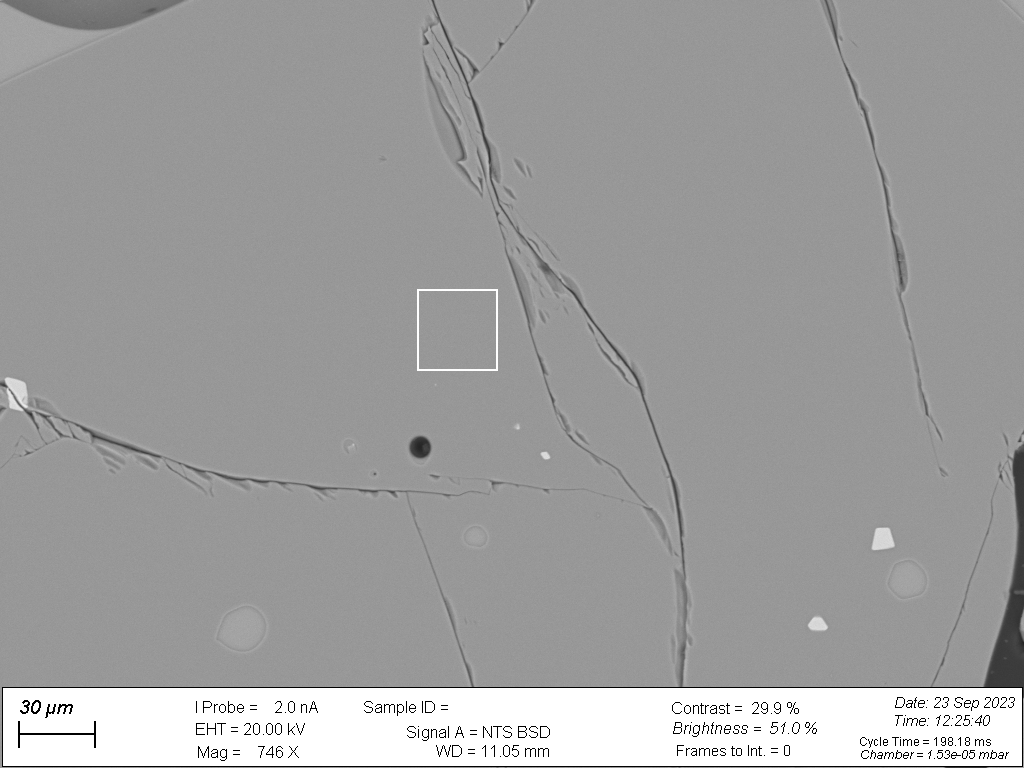 30 μm
I Probe = 2.0 nA
EHT = 20.00 kV
Mag = 746 X
Sample ID =
Signal A = NTS BSD
WD = 11.05 mm
Contrast = 29.9 %
Brightness = 51.0 %
Frames to Int. = 0
Date: 23 Sep 2023
Time: 12:25:40
Cycle Time = 198.18 ms
Chamber = 1.53e-05 mbar